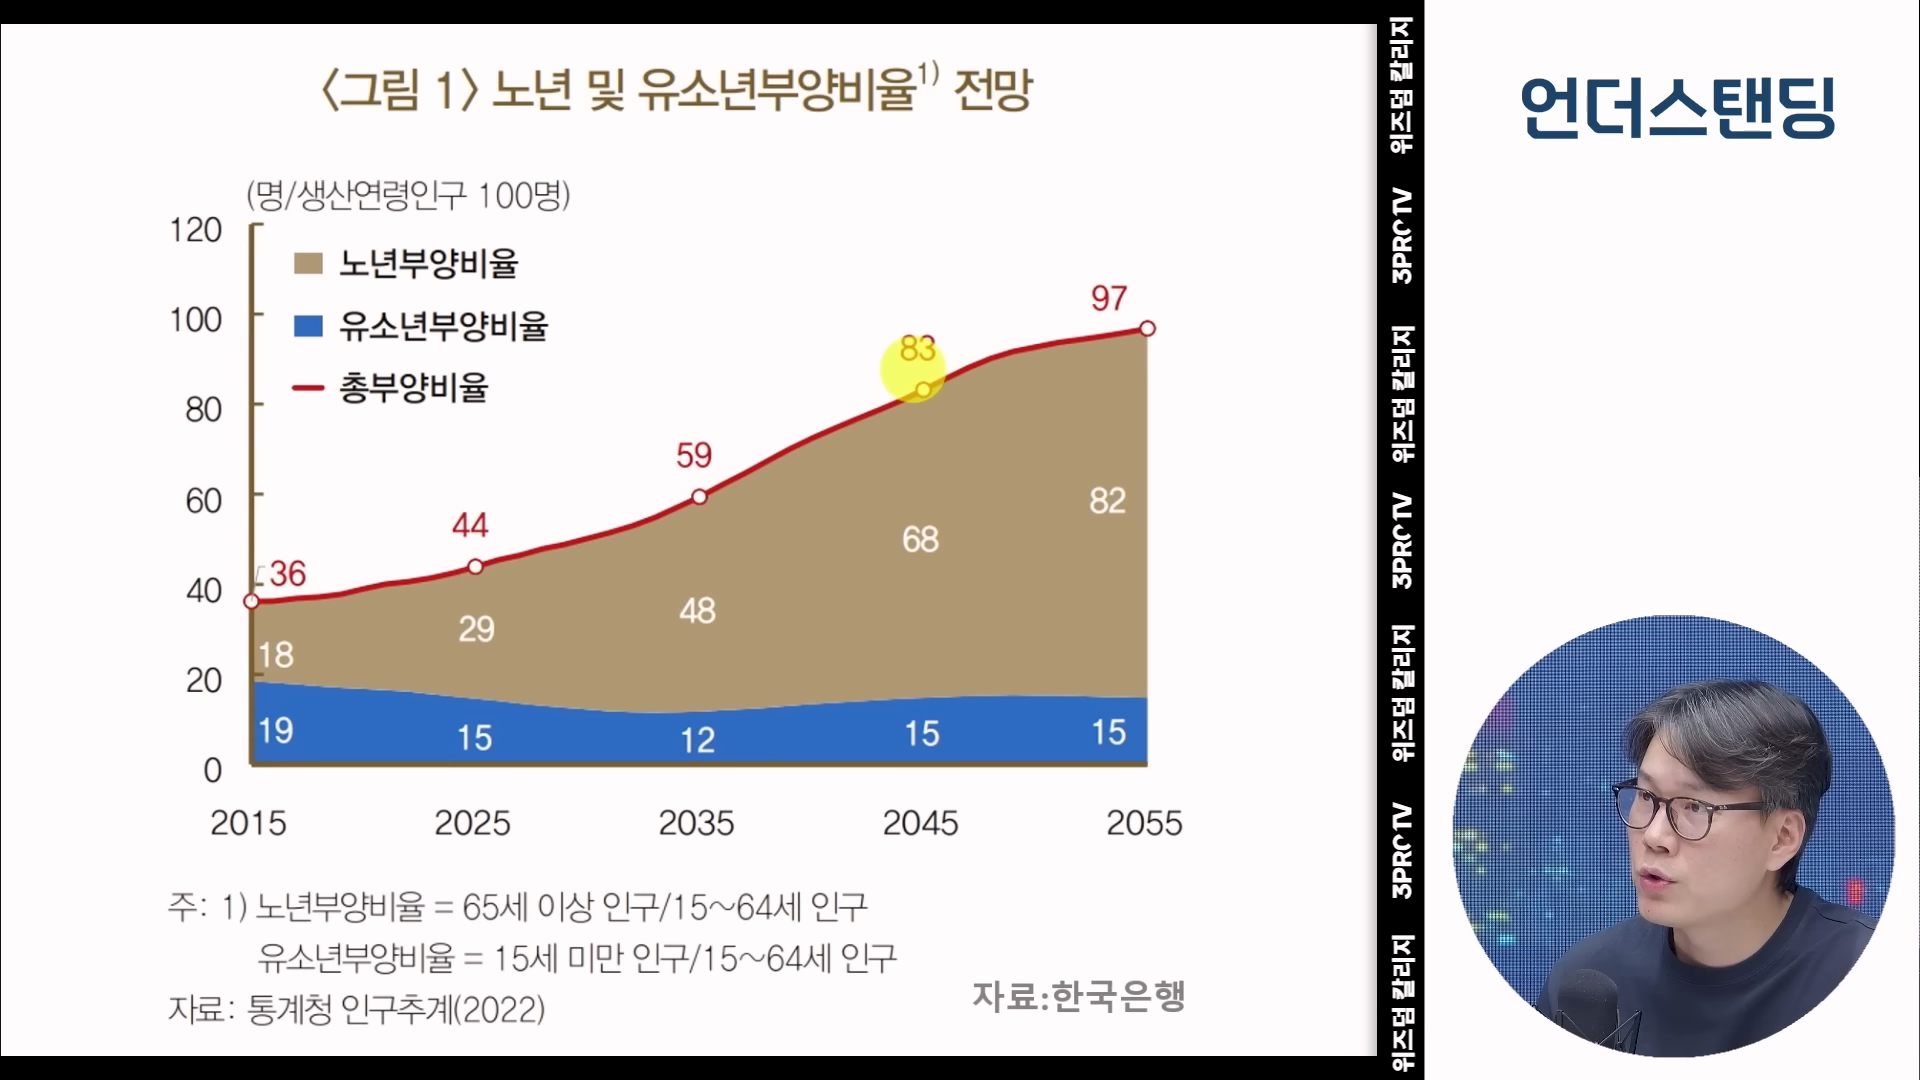 <그림 1> 노년 및 유소년부양비율1) 전망
(명/생산연령인구 100명)
120
100
80
60
40
20
0
노년부양비율
유소년부양비율
총부양비율
36
44
59
83
97
18
29
48
68
82
19
15
12
15
15
2015
2025
2035
2045
2055
주: 1) 노년부양비율 = 65세 이상 인구/15~64세 인구
유소년부양비율 = 15세 미만 인구/15~64세 인구
자료: 통계청 인구추계(2022)
자료:한국은행
위즈덤 칼리지
3PROTV
위즈덤 칼리지
3PROTV
위즈덤 칼리지
3PROTV
위즈덤 칼리지
언더스탠딩